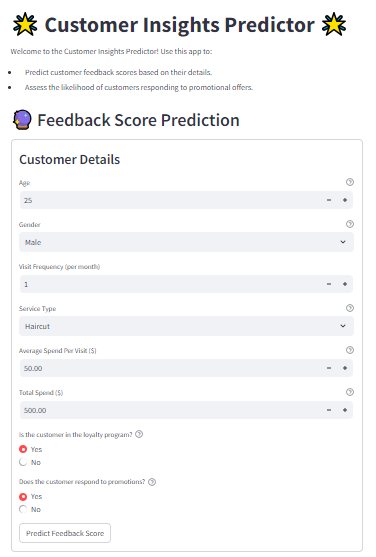 Customer Insights Predictor
Welcome to the Customer Insights Predictor! Use this app to:
Predict customer feedback scores based on their details.
Assess the likelihood of customers responding to promotional offers.
Feedback Score Prediction
Customer Details
Age
25
Gender
Male
Visit Frequency (per month)
1
Service Type
Haircut
Average Spend Per Visit ($)
50.00
Total Spend ($)
500.00
Is the customer in the loyalty program?
Yes
No
Does the customer respond to promotions?
Yes
No
Predict Feedback Score